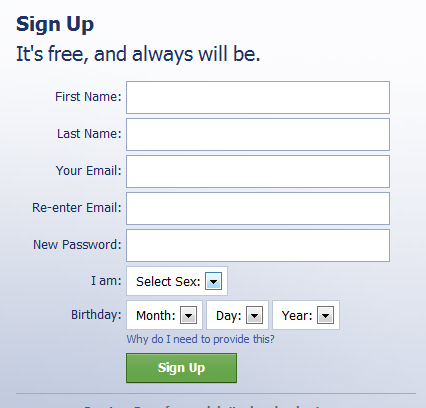 Sign Up
It's free, and always will be.
First Name:
Last Name:
Your Email:
Re-enter Email:
New Password:
I am: Select Sex:
Birthday: Month: Day: Year:
Why do I need to provide this?
Sign Up